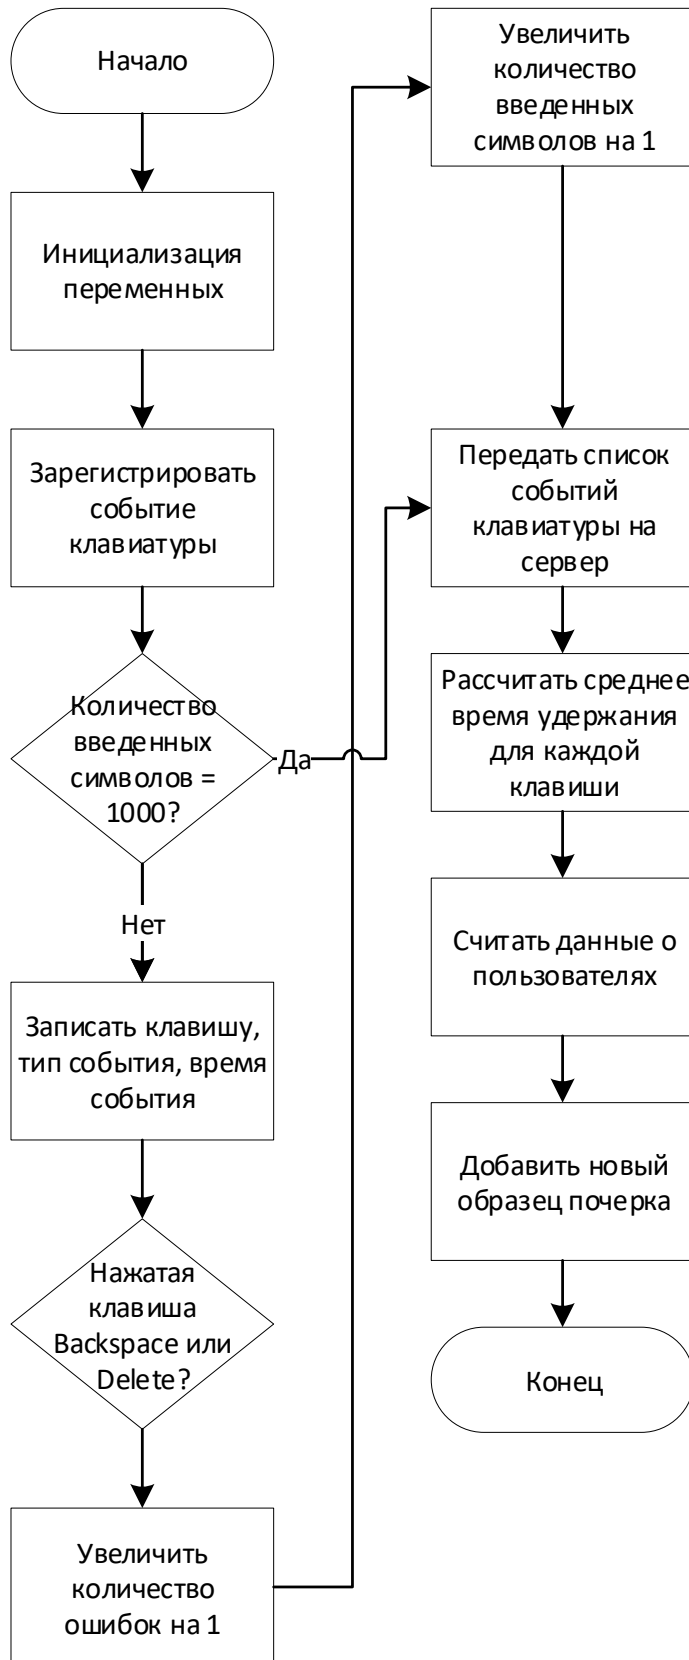 Начало
Инициализация
переменных
Зарегистрировать
событие
клавиатуры
Количество
введенных
символов =
1000?
Да
Нет
Записать клавишу,
тип события, время
события
Нажатая
клавиша
Backspace или
Delete?
Увеличить
количество
ошибок на 1
Увеличить
количество
введенных
символов на 1
Передать список
событий
клавиатуры на
сервер
Рассчитать среднее
время удержания
для каждой
клавиши
Считать данные о
пользователях
Добавить новый
образец почерка
Конец